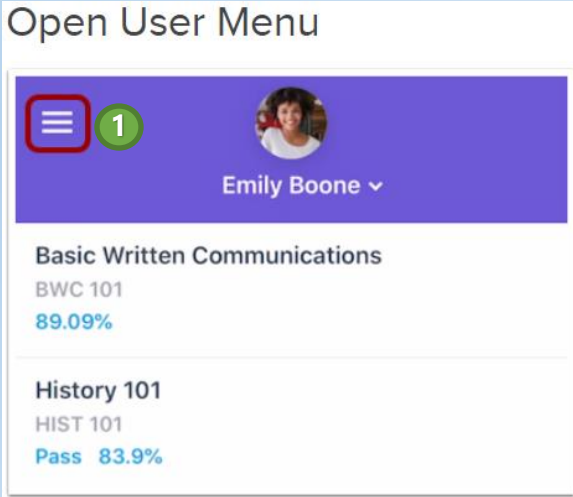 Open User Menu
1
Emily Boone
Basic Written Communications
BWC 101
89.09%
History 101
HIST 101
Pass 83.9%